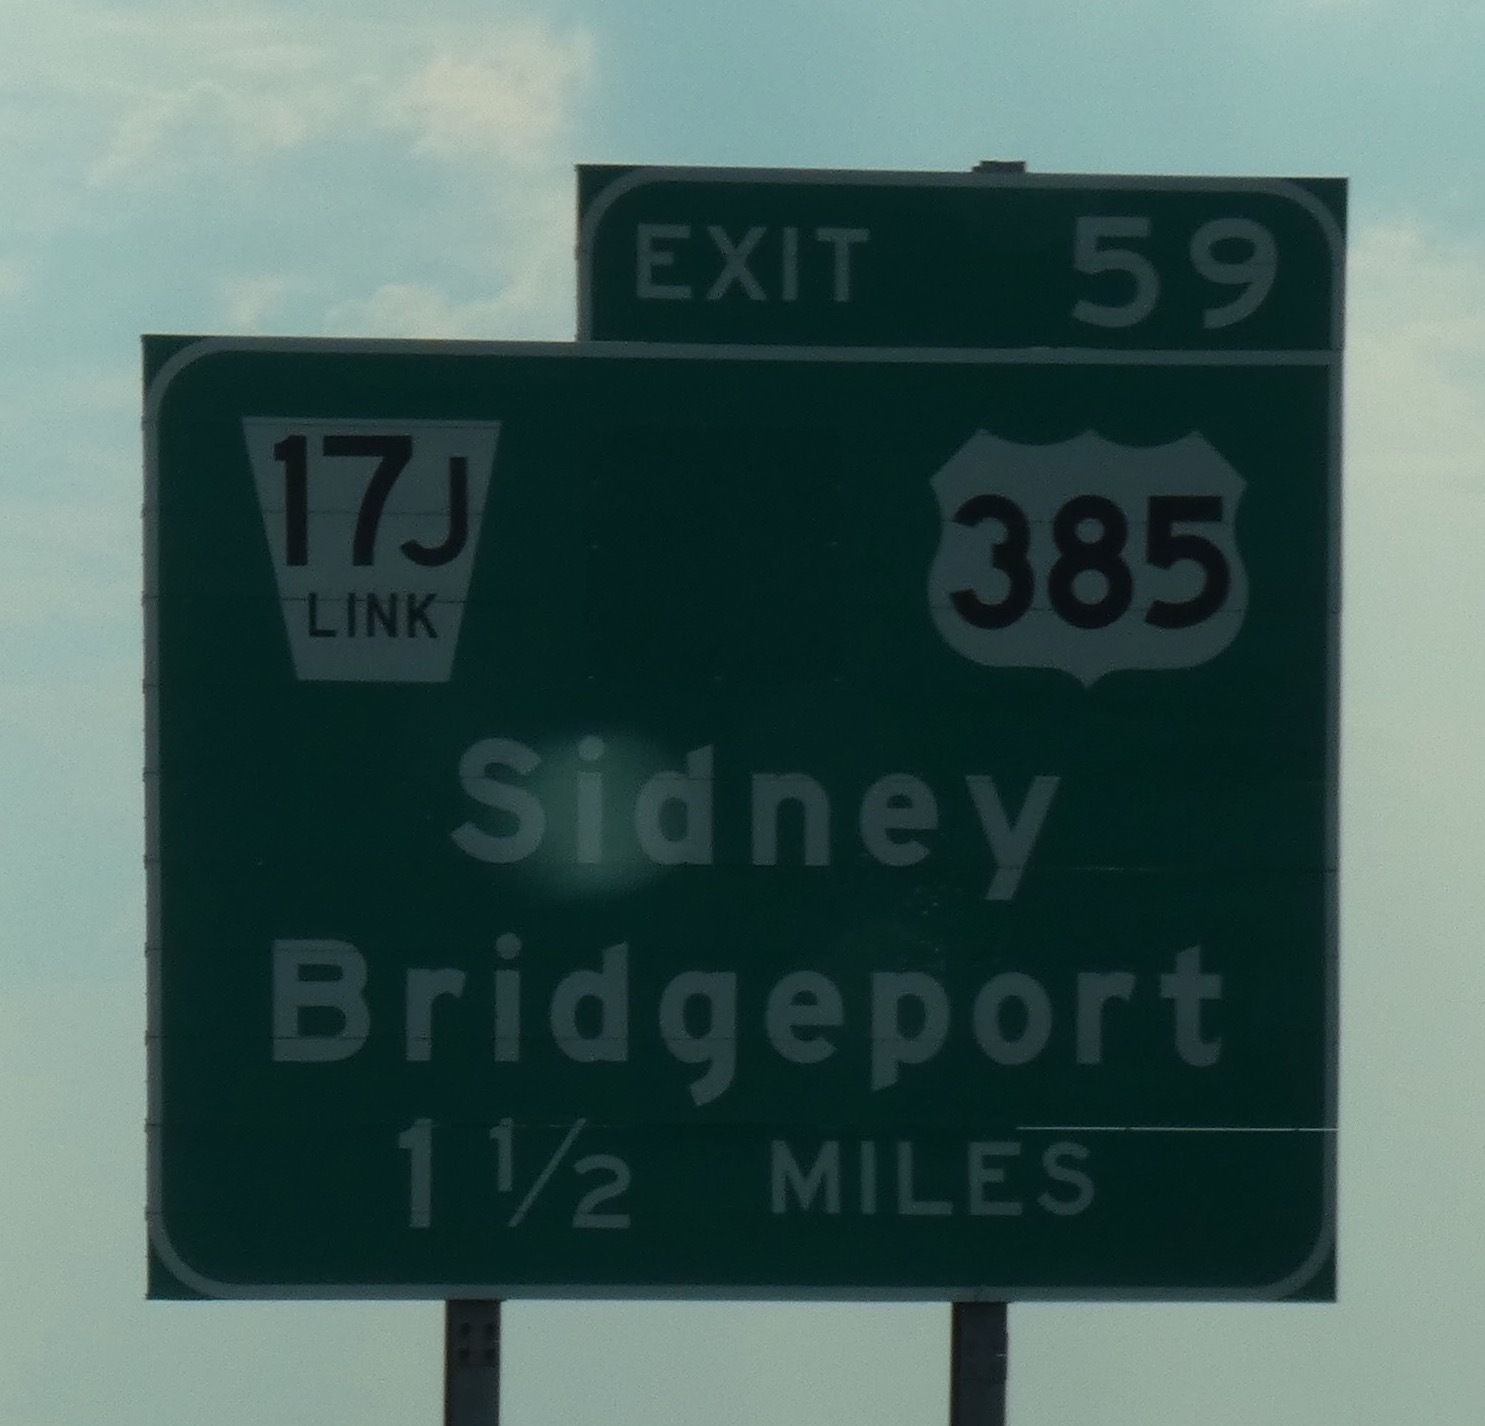 EXIT 59
17J 385
LINK
Sidney
Bridgeport
1 1/2 MILES